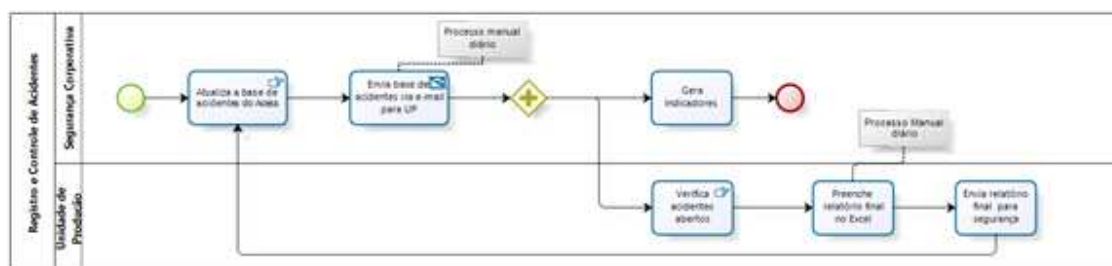 Registro e Controle de Acidentes
Segurança Corporativa
Processo manual
diário
Atualiza a base de
acidentes do
Envia base de
acidentes via e-mail
para UP
Gera
indicadores
Processo Manual
diário
Unidade de
Produção
Verifica
acidentes
abertos
Preenche
relatório final
no Excel
Envia relatório
final para
segurança